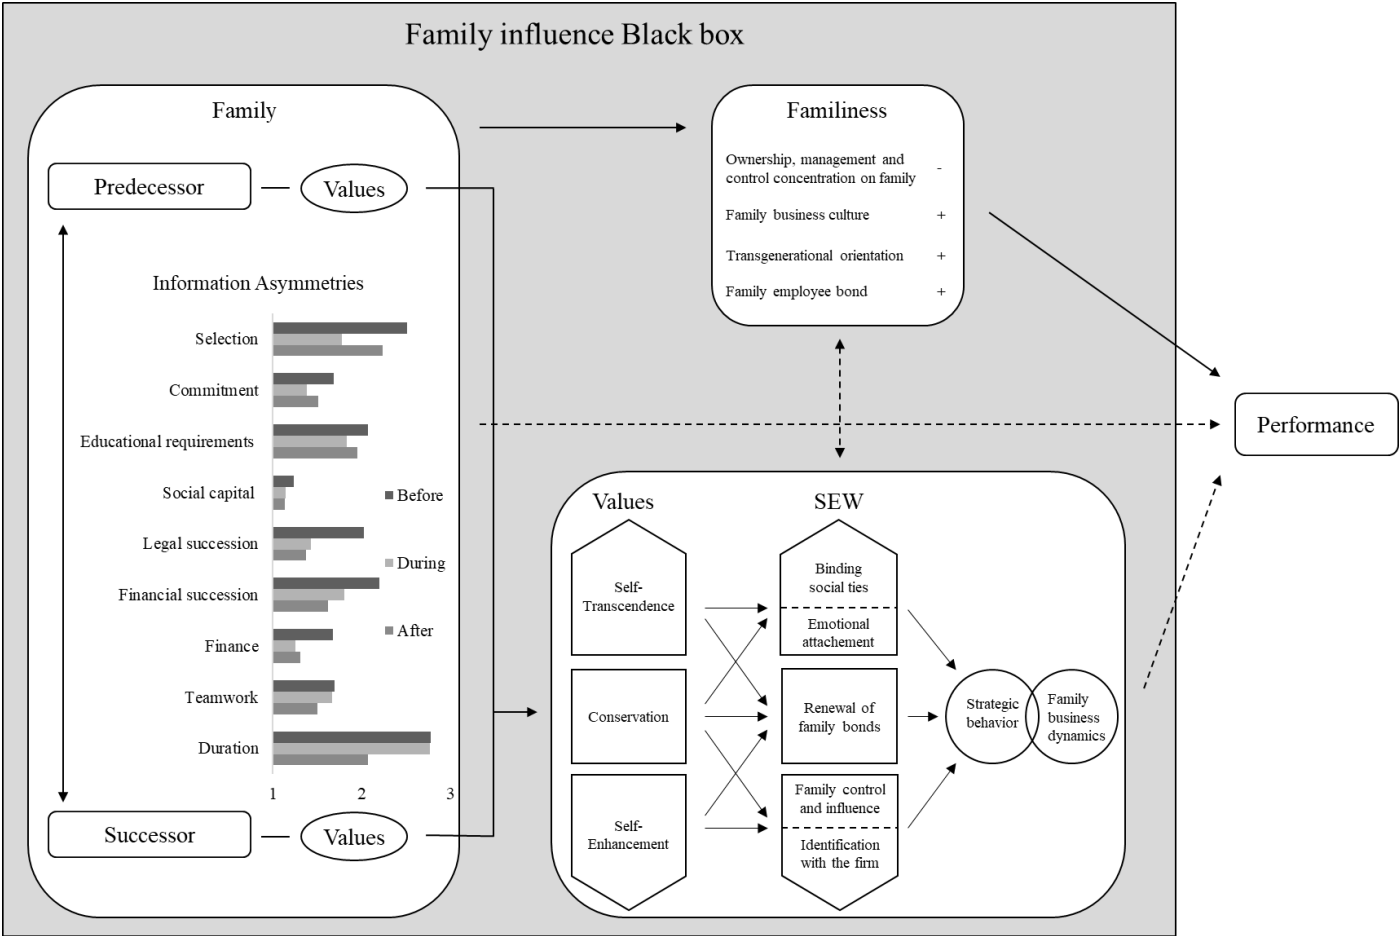 Family influence Black box
Family
Predecessor
Values
Information Asymmetries
Selection
Commitment
Educational requirements
Social capital
Legal succession
Financial succession
Finance
Teamwork
Duration
Before
During
After
1 2 3
Successor
Values
Familiness
Ownership, management and
control concentration on family -
Family business culture +
Transgenerational orientation +
Family employee bond +
Values
Self-
Transcendence
Conservation
Self-
Enhancement
SEW
Binding
social ties
Emotional
attachement
Renewal of
family bonds
Family control
and influence
Identification
with the firm
Strategic
behavior
Family
business
dynamics
Performance